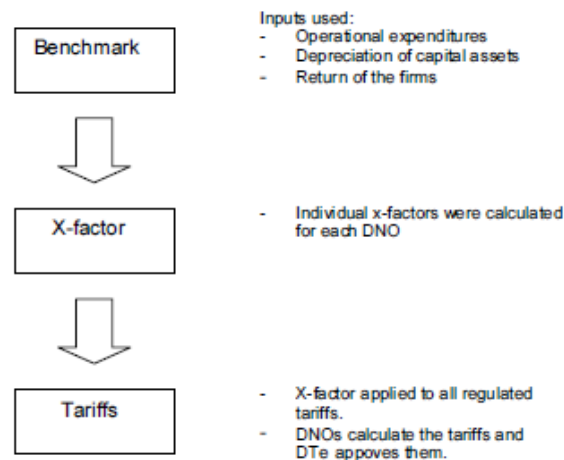 Benchmark
Inputs used:
- Operational expenditures
- Depreciation of capital assets
- Return of the firms
X-factor
- Individual x-factors were calculated
for each DNO
Tariffs
- X-factor applied to all regulated
tariffs.
- DNOs calculate the tariffs and
DTe appoves them.